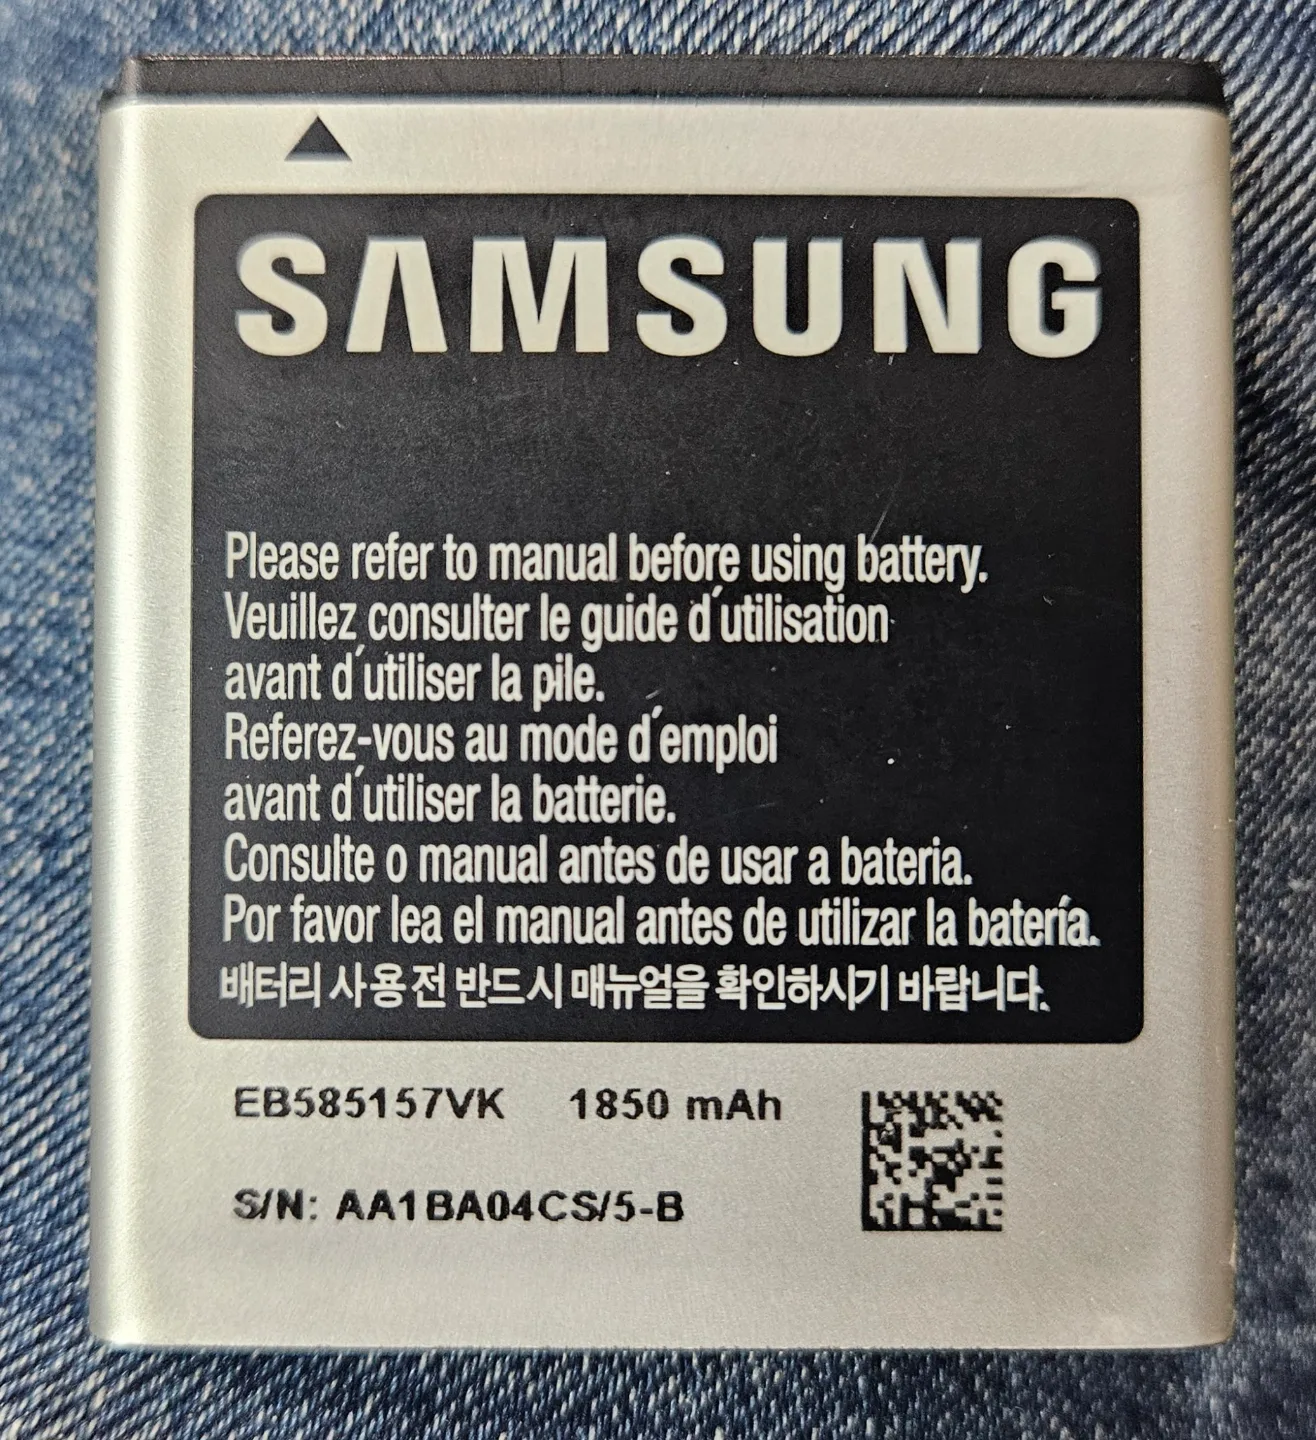 SAMSUNG
Please refer to manual before using battery.
Veuillez consulter le guide d´utilisation
avant d´utiliser la pile.
Referez-vous au mode d´emploi
avant d´utiliser la batterie.
Consulte o manual antes de usar a bateria.
Por favor lea el manual antes de utilizar la batería.
배터리 사용 전 반드시 매뉴얼을 확인하시기 바랍니다.
EB585157VK 1850 mAh
S/N: AA1BA04CS/5-B